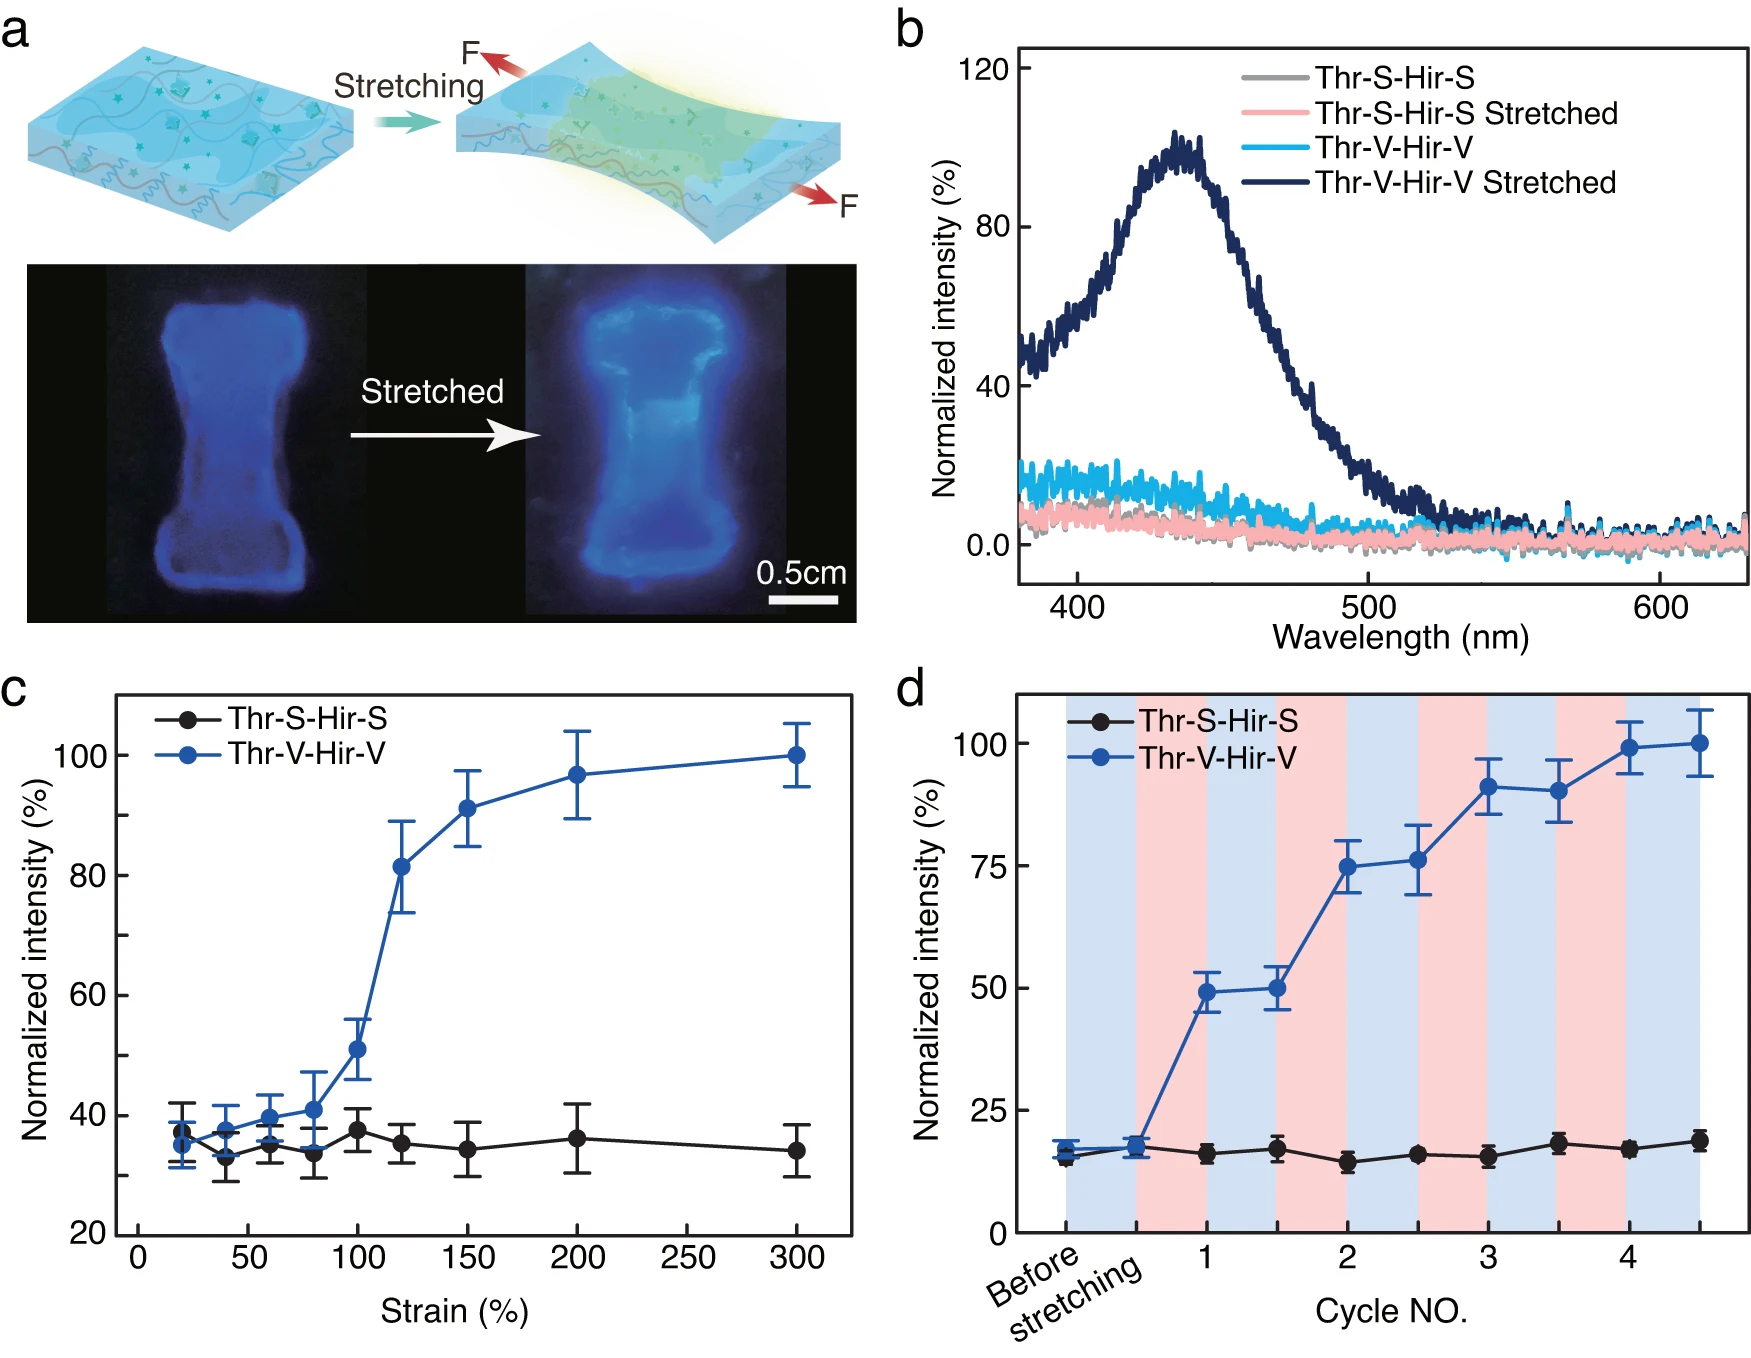 a
F
Stretching
F
Stretched
0.5cm
b
120
80
40
0.0
Normalized intensity (%)
Thr-S-Hir-S
Thr-S-Hir-S Stretched
Thr-V-Hir-V
Thr-V-Hir-V Stretched
400
500
600
Wavelength (nm)
c
Thr-S-Hir-S
Thr-V-Hir-V
100
80
60
40
20
Normalized intensity (%)
0
50
100
150
200
250
300
Strain (%)
d
Thr-S-Hir-S
Thr-V-Hir-V
100
75
50
25
0
Normalized intensity (%)
Before
stretching
1
2
3
4
Cycle NO.